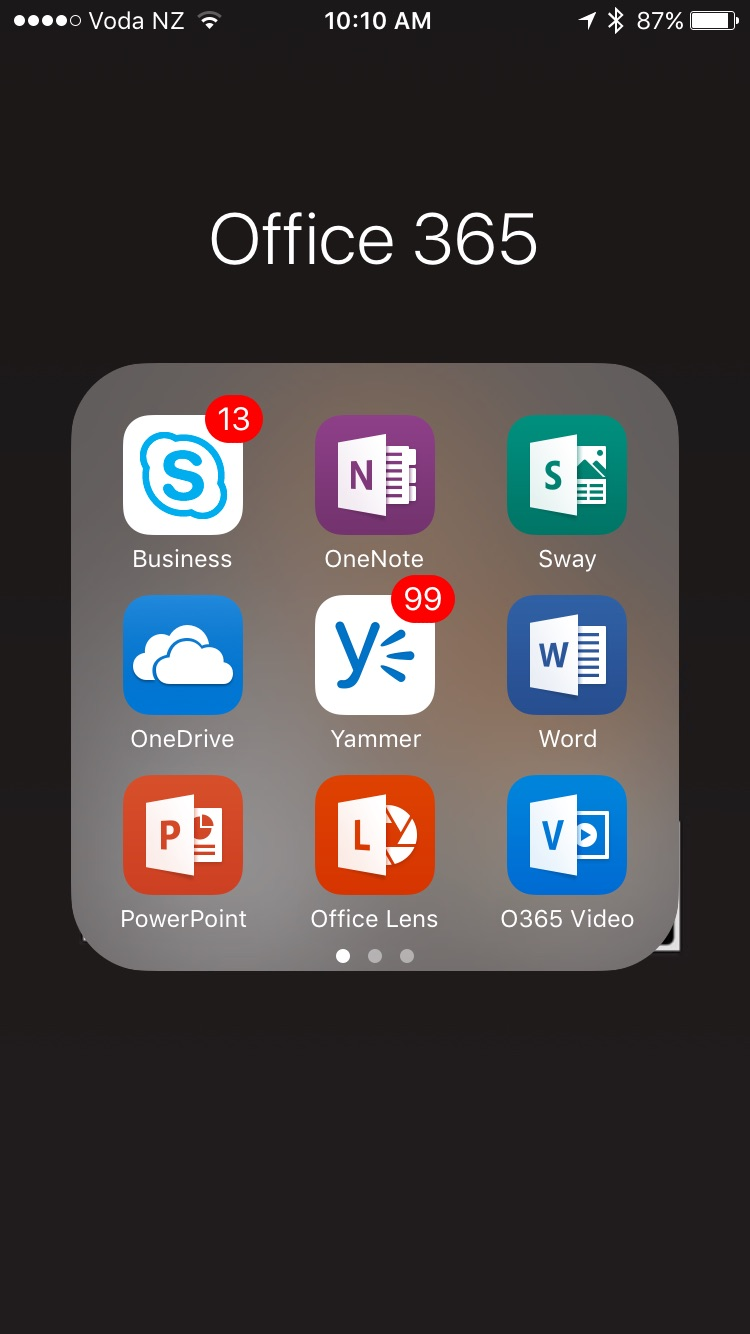 Voda NZ 10:10 AM 87%
Office 365
13
S N S
Business OneNote Sway
99
y W
OneDrive Yammer Word
P L V
PowerPoint Office Lens O365 Video